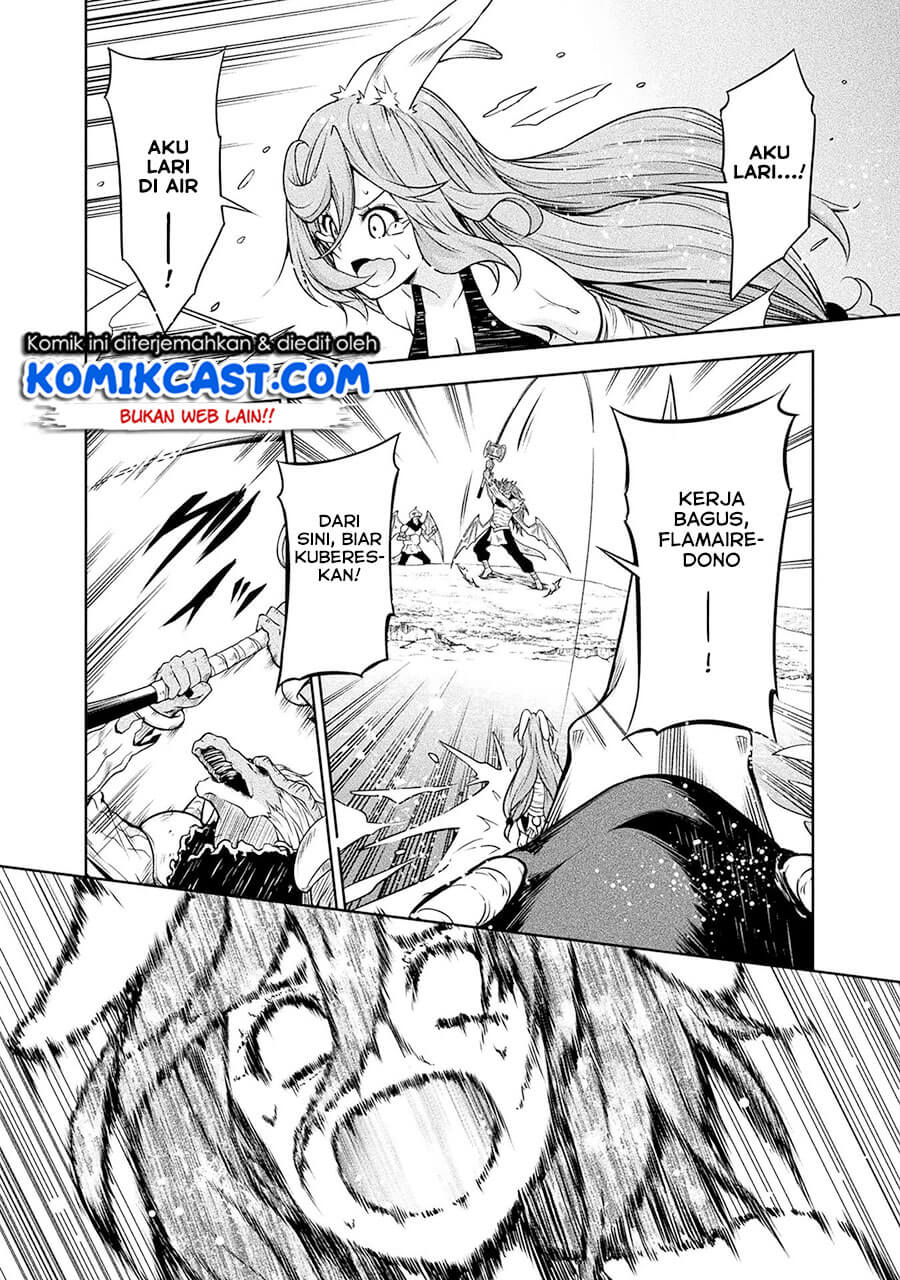 AKU
LARI...!
AKU
LARI
DI AIR
—
!
Komik ini diterjemahkan & diedit oleh
KOMIKCAST.COM
BUKAN WEB LAIN!!
KERJA
BAGUS,
FLAMAIRE-
DONO
—
!
DARI
SINI, BIAR
KUBERES-
KAN!